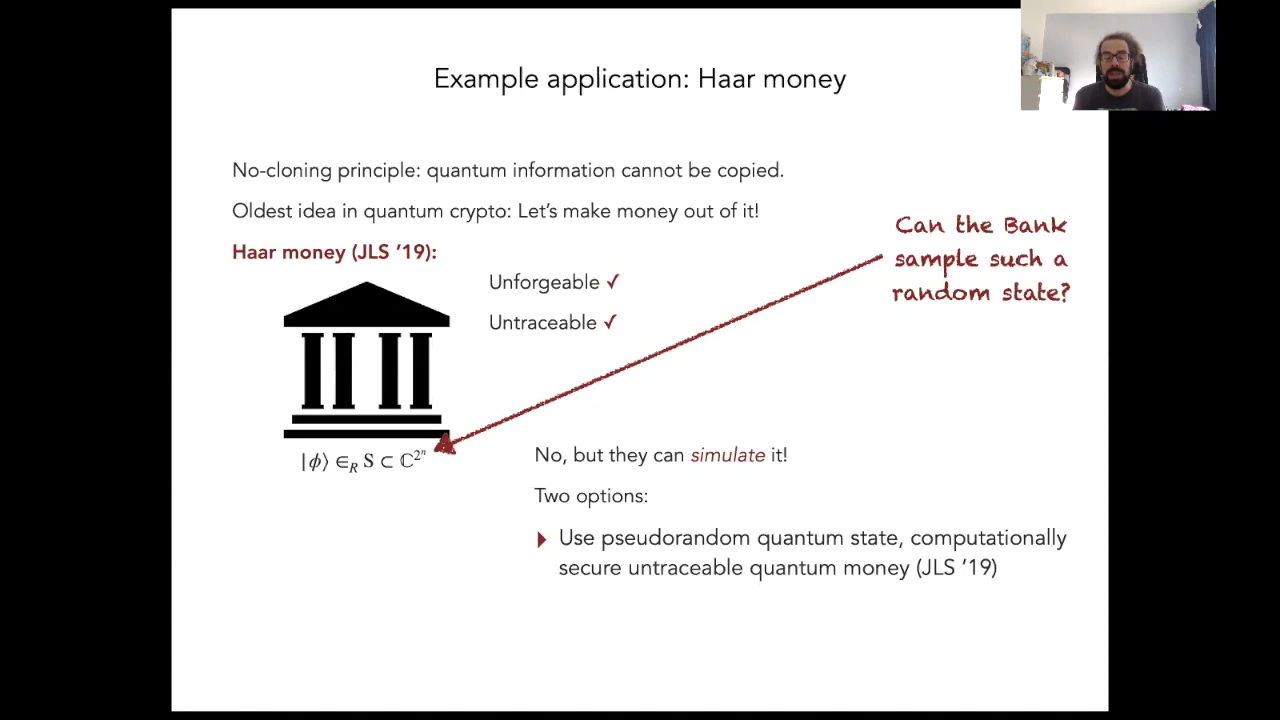 Example application: Haar money
No-cloning principle: quantum information cannot be copied.
Oldest idea in quantum crypto: Let's make money out of it!
Haar money (JLS '19):
Unforgeable ✓
Untraceable ✓
Can the Bank
sample such a
random state?
|ϕ⟩ ∈_R S ⊂ ℂ^{2^n}
No, but they can simulate it!
Two options:
Use pseudorandom quantum state, computationally
secure untraceable quantum money (JLS '19)